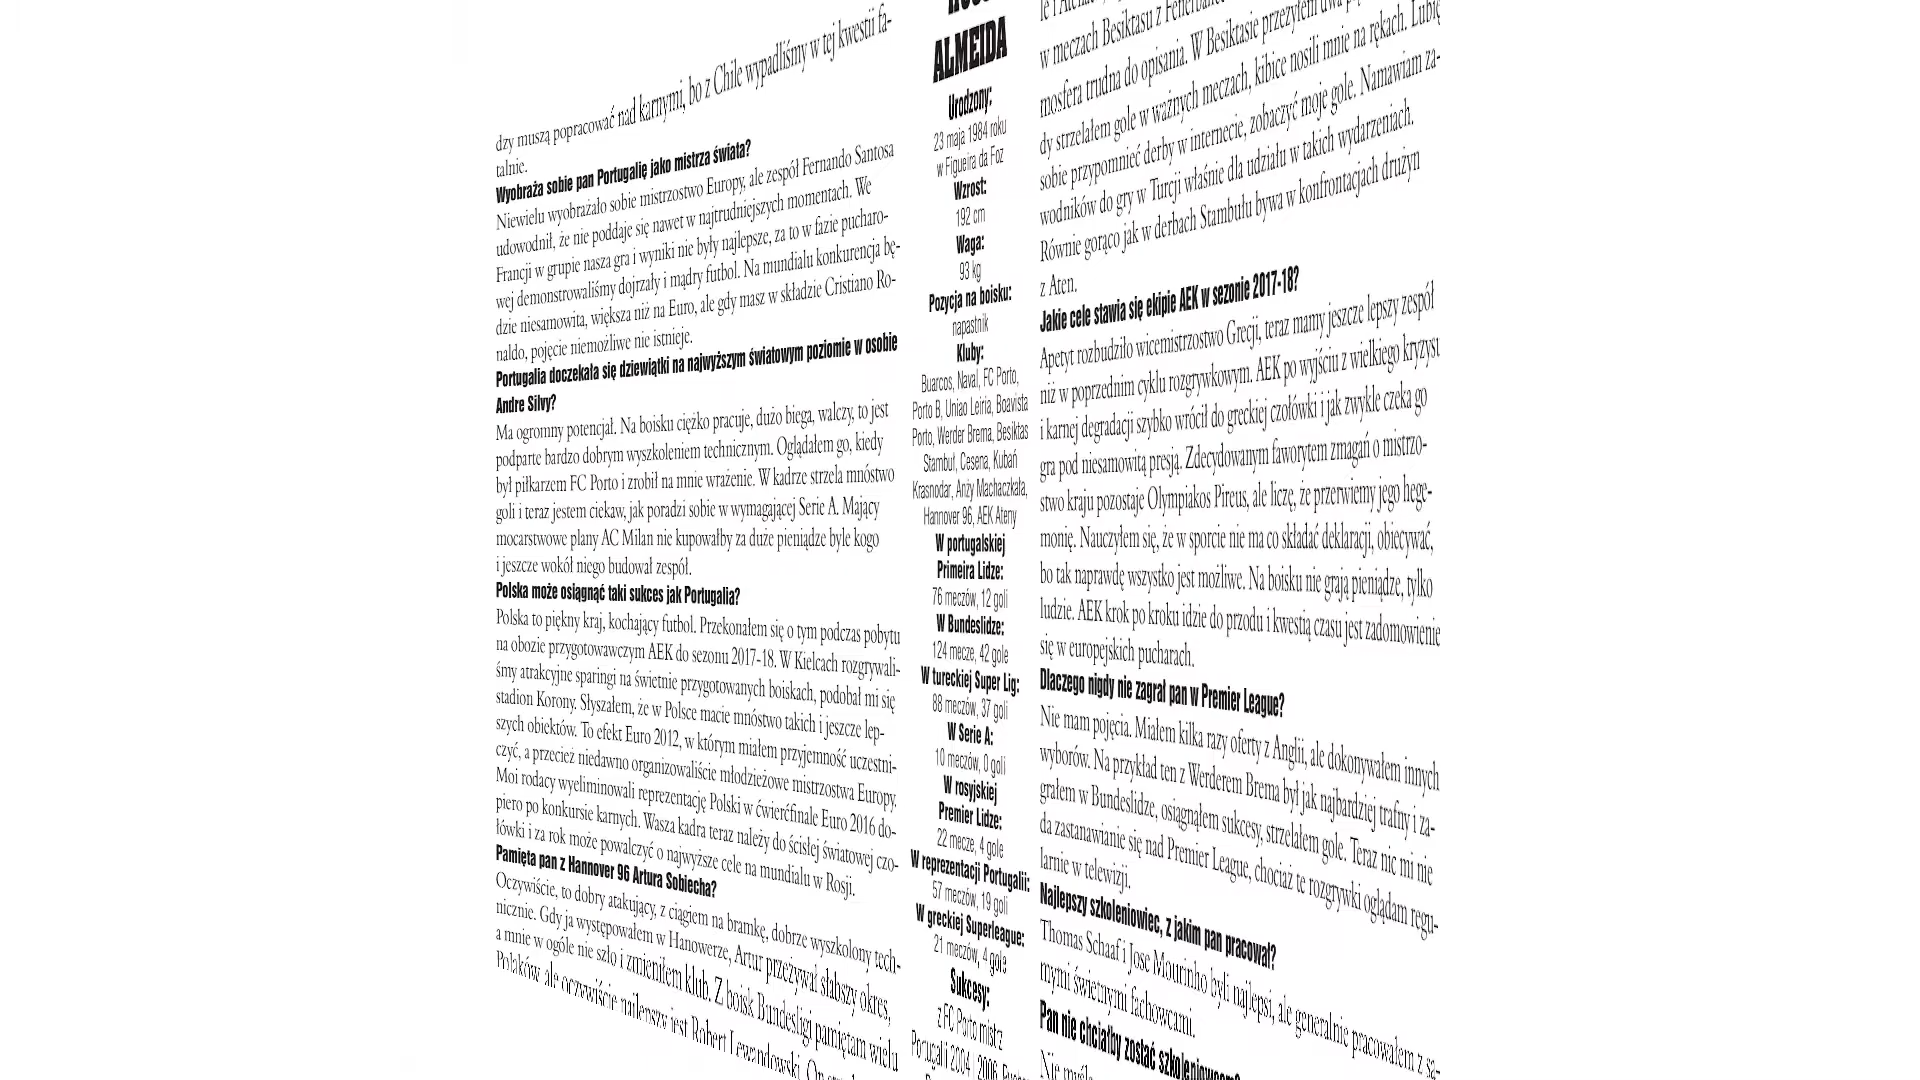 dzy muszą popracować nad karnymi, bo z Chile wypadliśmy w tej kwestii fa-
talnie.
Wyobraża sobie pan Portugalię jako mistrza świata?
Niewielu wyobrażało sobie mistrzostwo Europy, ale zespół Fernando Santosa
udowodnił, że nie poddaje się nawet w najtrudniejszych momentach. We
Francji w grupie nasza gra i wyniki nie były najlepsze, za to w fazie pucharo-
wej demonstrowaliśmy dojrzały i mądry futbol. Na mundialu konkurencja bę-
dzie niesamowita, większa niż na Euro, ale gdy masz w składzie Cristiano Ro-
naldo, pojęcie niemożliwe nie istnieje.
Portugalia doczekała się dziewiątki na najwyższym światowym poziomie w osobie
Andre Silvy?
Ma ogromny potencjał. Na boisku ciężko pracuje, dużo biega, walczy, to jest
podparte bardzo dobrym wyszkoleniem technicznym. Oglądałem go, kiedy
był piłkarzem FC Porto i zrobił na mnie wrażenie. W kadrze strzela mnóstwo
goli i teraz jestem ciekaw, jak poradzi sobie w wymagającej Serie A. Mający
mocarstwowe plany AC Milan nie kupowałby za duże pieniądze byle kogo
i jeszcze wokół niego budował zespół.
Polska może osiągnąć taki sukces jak Portugalia?
Polska to piękny kraj, kochający futbol. Przekonałem się o tym podczas pobytu
na obozie przygotowawczym AEK do sezonu 2017-18. W Kielcach rozgrywali-
śmy atrakcyjne sparingi na świetnie przygotowanych boiskach, podobał mi się
stadion Korony. Słyszałem, że w Polsce macie mnóstwo takich i jeszcze lep-
szych obiektów. To efekt Euro 2012, w którym miałem przyjemność uczestni-
czyć, a przecież niedawno organizowaliście młodzieżowe mistrzostwa Europy.
Moi rodacy wyeliminowali reprezentację Polski w ćwierćfinale Euro 2016 do-
piero po konkursie karnych. Wasza kadra teraz należy do ścisłej światowej czo-
łówki i za rok może powalczyć o najwyższe cele na mundialu w Rosji.
Pamięta pan z Hannover 96 Artura Sobiecha?
Oczywiście, to dobry atakujący, z ciągiem na bramkę, dobrze wyszkolony tech-
nicznie. Gdy ja występowałem w Hanowerze, Artur przeżywał słabszy okres,
a mnie w ogóle nie szło i zmieniłem klub. Z boisk Bundesligi pamiętam wielu
Polaków, ale oczywiście najlepszy jest Robert Lewandowski. On
ALMEIDA
Urodzony:
23 maja 1984 roku
w Figueira da Foz
Wzrost:
192 cm
Waga:
93 kg
Pozycja na boisku:
napastnik
Kluby:
Buarcos, Naval, FC Porto,
Porto B, Uniao Leiria, Boavista
Porto, Werder Brema, Besiktas
Stambuł, Cesena, Kubań
Krasnodar, Anży Machaczkała,
Hannover 96, AEK Ateny
W portugalskiej
Primeira Lidze:
76 meczów, 12 goli
W Bundeslidze:
124 mecze, 42 gole
W tureckiej Super Lig:
88 meczów, 37 goli
W Serie A:
10 meczów, 0 goli
W rosyjskiej
Premier Lidze:
22 mecze, 4 gole
W reprezentacji Portugalii:
57 meczów, 19 goli
W greckiej Superleague:
21 meczów, 4 gole
Sukcesy:
z FC Porto mistrz
Portugalii 2004 i 2006,
w meczach Besiktasu z
mosfera trudna do opisania. W Besiktasie przeżyłem dwa
dy strzelałem gole w ważnych meczach, kibice nosili mnie na rękach. Lubię
sobie przypomnieć derby w internecie, zobaczyć moje gole. Namawiam za-
wodników do gry w Turcji właśnie dla udziału w takich wydarzeniach.
Równie gorąco jak w derbach Stambułu bywa w konfrontacjach drużyn
z Aten.
Jakie cele stawia się ekipie AEK w sezonie 2017-18?
Apetyt rozbudziło wicemistrzostwo Grecji, teraz mamy jeszcze lepszy zespół
niż w poprzednim cyklu rozgrywkowym. AEK po wyjściu z wielkiego kryzysu
i karnej degradacji szybko wrócił do greckiej czołówki i jak zwykle czeka go
gra pod niesamowitą presją. Zdecydowanym faworytem zmagań o mistrzo-
stwo kraju pozostaje Olympiakos Pireus, ale liczę, że przerwiemy jego hege-
monię. Nauczyłem się, że w sporcie nie ma co składać deklaracji, obiecywać,
bo tak naprawdę wszystko jest możliwe. Na boisku nie grają pieniądze, tylko
ludzie. AEK krok po kroku idzie do przodu i kwestią czasu jest zadomowienie
się w europejskich pucharach.
Dlaczego nigdy nie zagrał pan w Premier League?
Nie mam pojęcia. Miałem kilka razy oferty z Anglii, ale dokonywałem innych
wyborów. Na przykład ten z Werderem Brema był jak najbardziej trafny i za-
grałem w Bundeslidze, osiągnąłem sukcesy, strzelałem gole. Teraz nic mi nie
da zastanawianie się nad Premier League, chociaż te rozgrywki oglądam regu-
larnie w telewizji.
Najlepszy szkoleniowiec, z jakim pan pracował?
Thomas Schaaf i Jose Mourinho byli najlepsi, ale generalnie pracowałem z sa-
mymi świetnymi fachowcami.
Pan nie chciałby zostać szkoleniowcem?
Nie